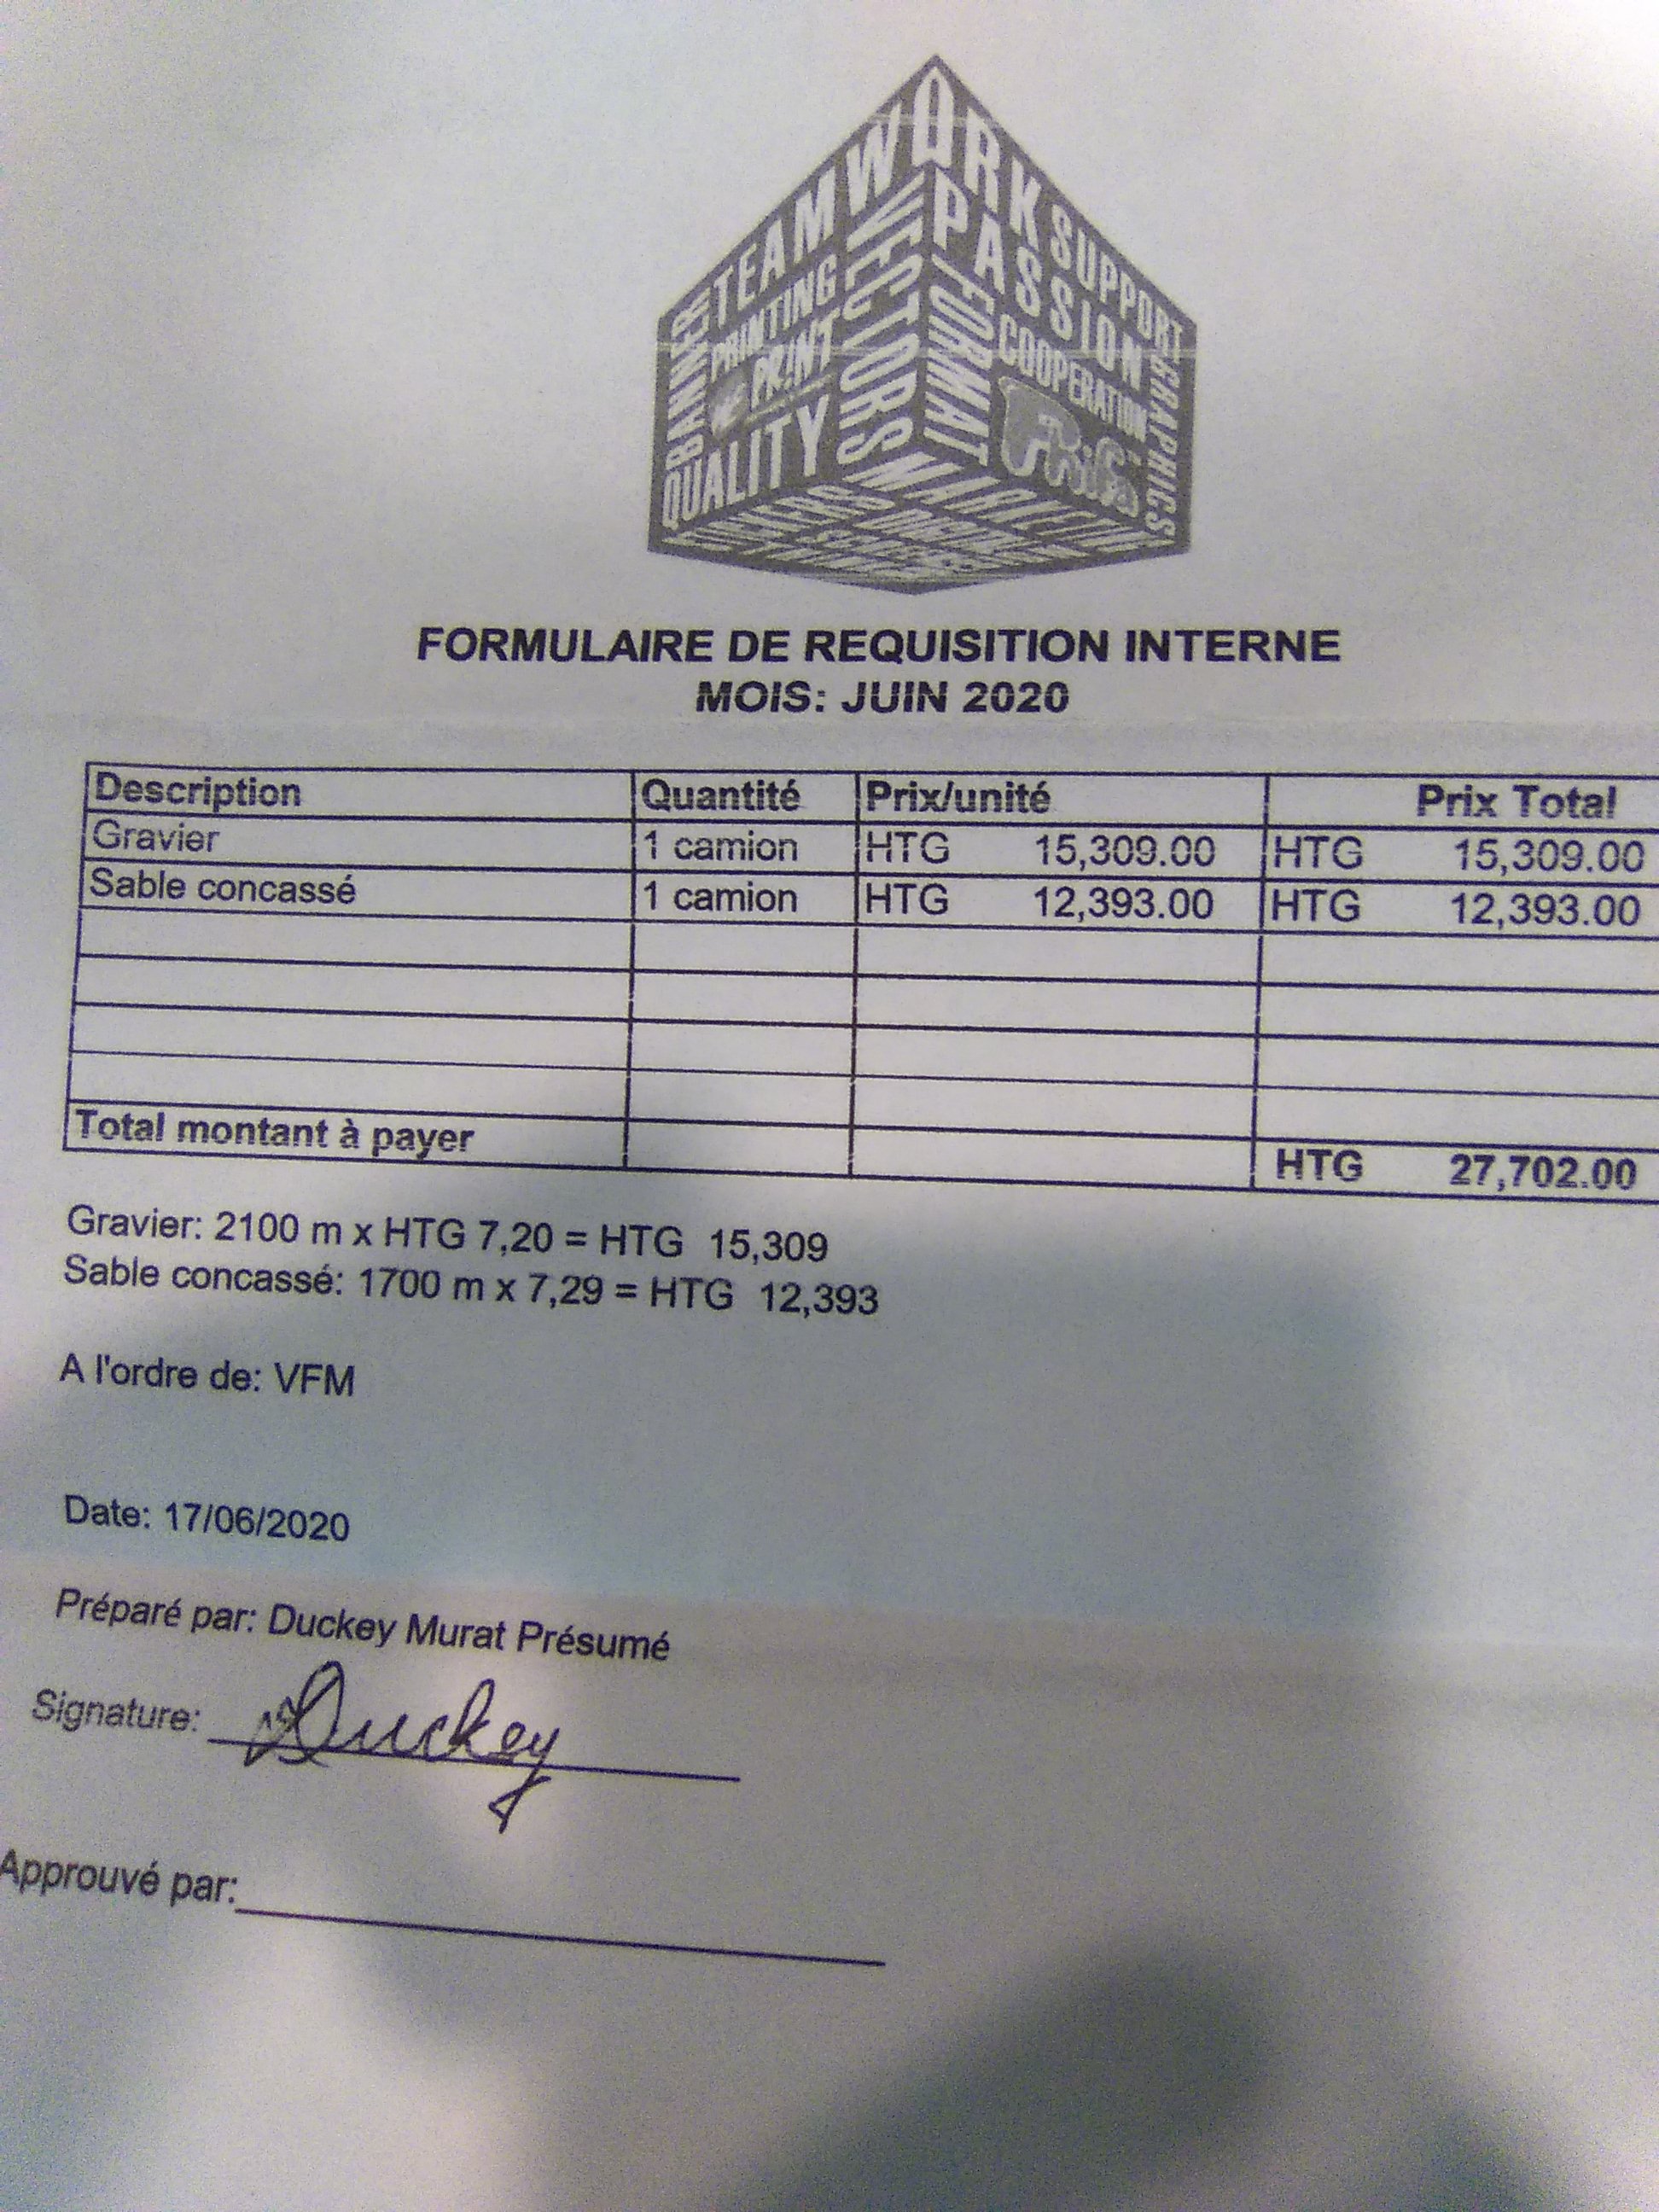 TEAMWORK
SUPPORT
BANNER
PRINTING
PRINT
QUALITY
VECTORS
PASSION
FORMAT
COOPERATION
GRAPHICS
FORMULAIRE DE REQUISITION INTERNE
MOIS: JUIN 2020
Description Quantité Prix/unité Prix Total
Gravier 1 camion HTG 15,309.00 HTG 15,309.00
Sable concassé 1 camion HTG 12,393.00 HTG 12,393.00
Total montant à payer HTG 27,702.00
Gravier: 2100 m x HTG 7,20 = HTG 15,309
Sable concassé: 1700 m x 7,29 = HTG 12,393
A l'ordre de: VFM
Date: 17/06/2020
Préparé par: Duckey Murat Présumé
Signature: Duckey
Approuvé par: